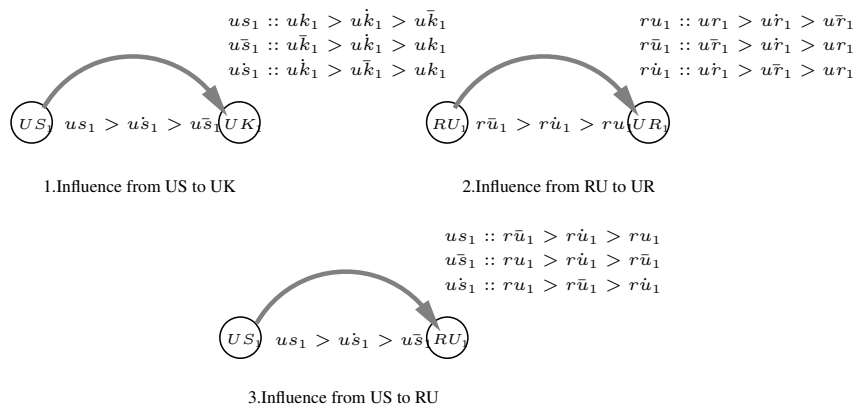 us₁ :: uk₁ > uk̇₁ > uk̄₁
us̄₁ :: uk̄₁ > uk̇₁ > uk₁
uṡ₁ :: uk̇₁ > uk̄₁ > uk₁
US₁ us₁ > uṡ₁ > us̄₁ UK₁
1.Influence from US to UK
ru₁ :: ur₁ > uṙ₁ > ur̄₁
rū₁ :: ur̄₁ > uṙ₁ > ur₁
ru̇₁ :: uṙ₁ > ur̄₁ > ur₁
RU₁ rū₁ > ru̇₁ > ru₁ UR₁
2.Influence from RU to UR
us₁ :: rū₁ > ru̇₁ > ru₁
us̄₁ :: ru₁ > ru̇₁ > rū₁
uṡ₁ :: ru₁ > rū₁ > ru̇₁
US₁ us₁ > uṡ₁ > us̄₁ RU₁
3.Influence from US to RU